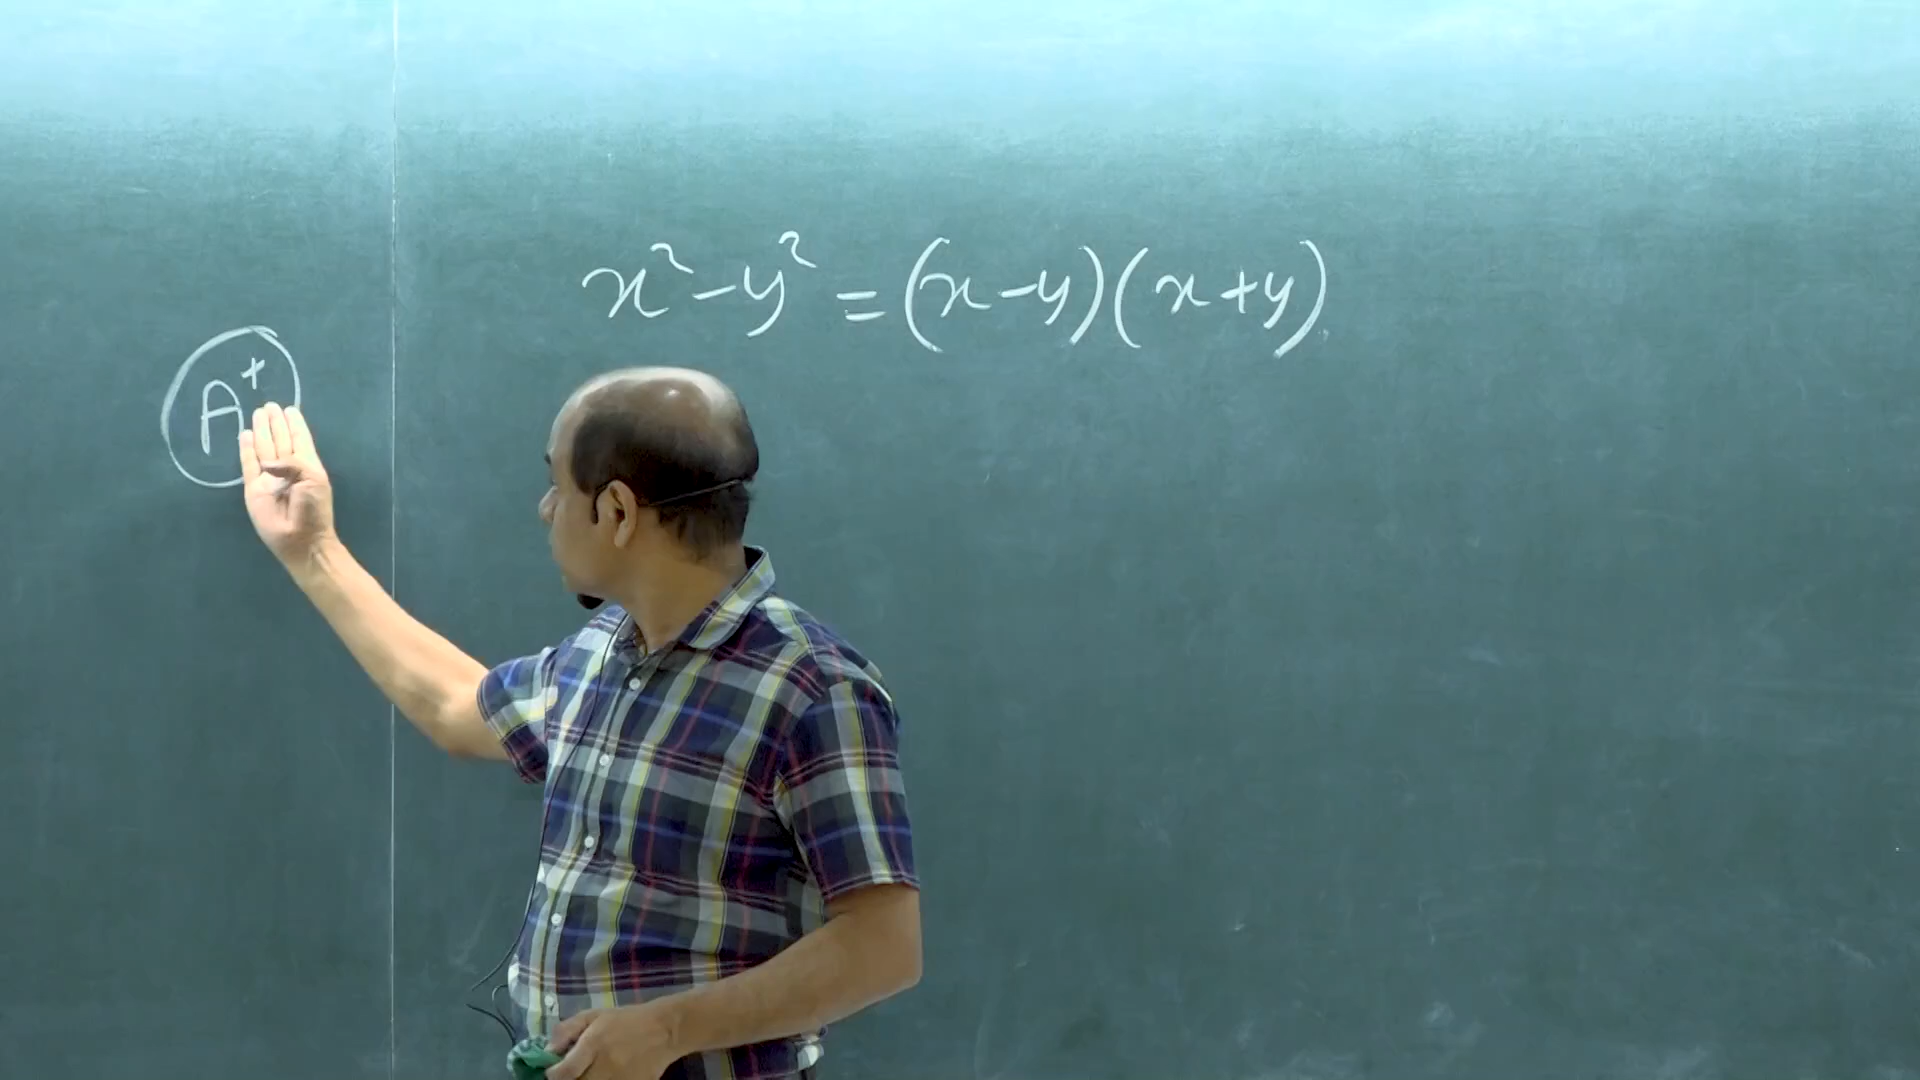 x² - y² = (x - y)(x + y)
A⁺